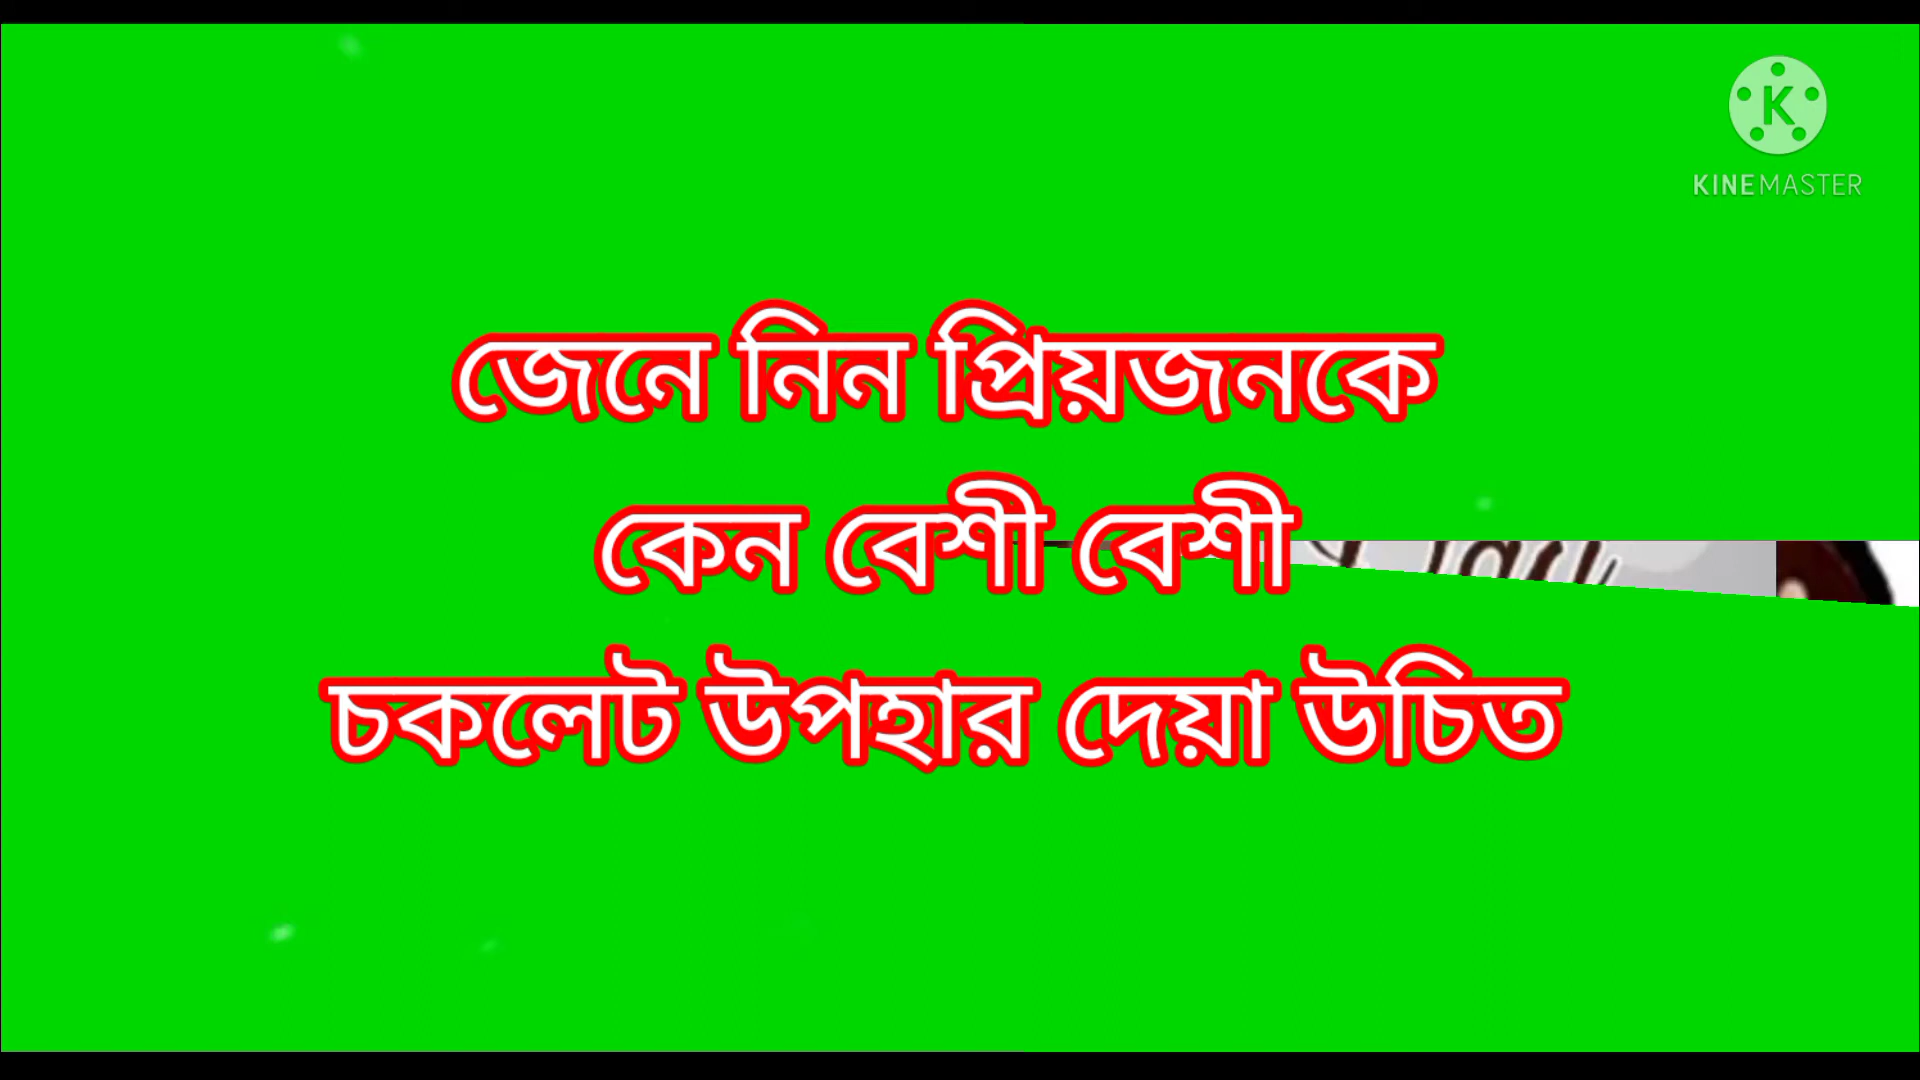 KINEMASTER
জেনে নিন প্রিয়জনকে
কেন বেশী বেশী
চকলেট উপহার দেয়া উচিত